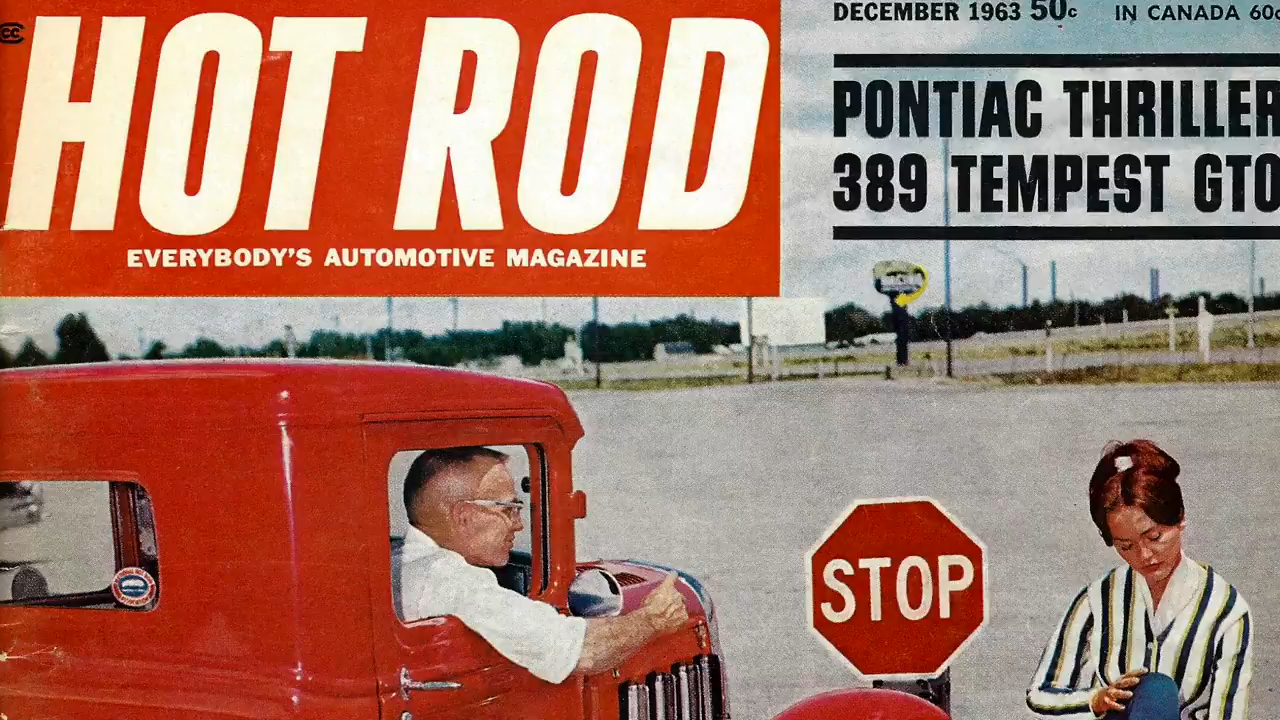 HOT ROD
EVERYBODY'S AUTOMOTIVE MAGAZINE
DECEMBER 1963 50c IN CANADA 60c
PONTIAC THRILLER
389 TEMPEST GTO
STOP